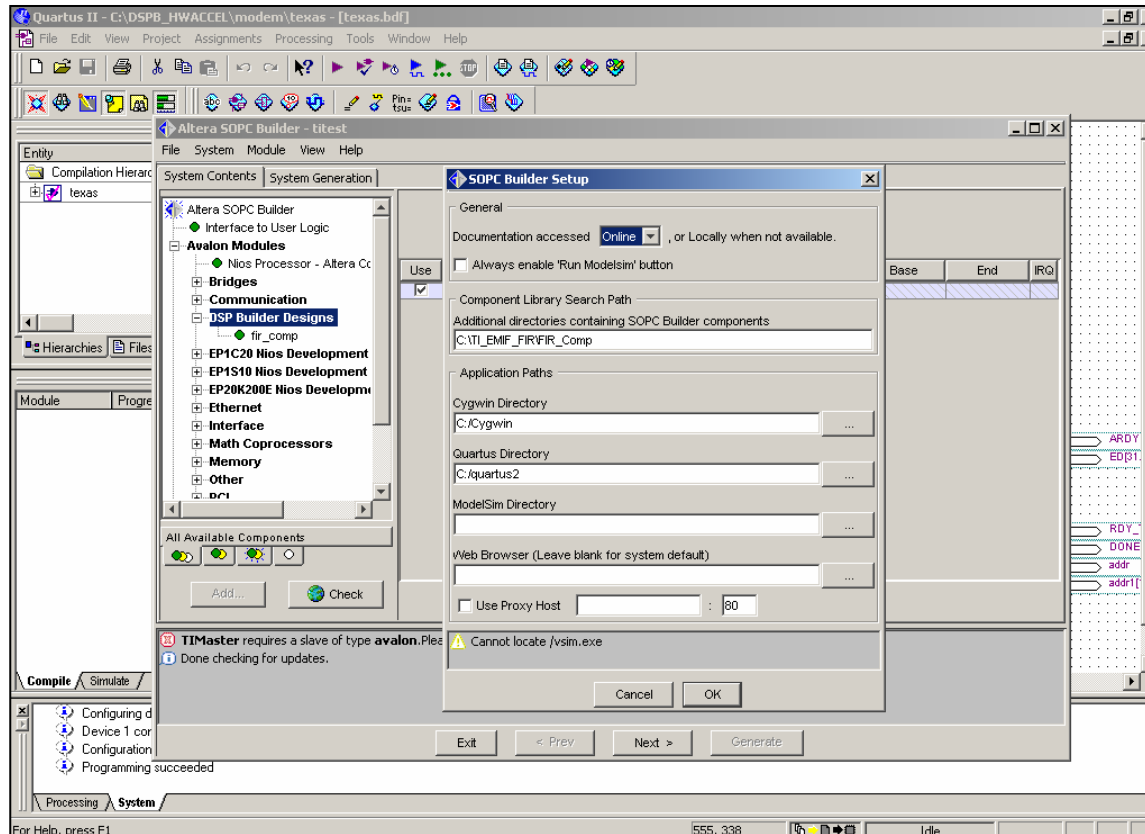 Quartus II - C:\DSPB_HWACCEL\modem\texas - [texas.bdf]
File Edit View Project Assignments Processing Tools Window Help
Pin= tsu=
Altera SOPC Builder - titest
File System Module View Help
System Contents System Generation
Entity
Compilation Hierarc
texas
Hierarchies Files
Module Progre
Compile Simulate
Altera SOPC Builder
Interface to User Logic
Avalon Modules
Nios Processor - Altera Co
Bridges
Communication
DSP Builder Designs
fir_comp
EP1C20 Nios Development
EP1S10 Nios Development
EP20K200E Nios Developme
Ethernet
Interface
Math Coprocessors
Memory
Other
PCI
All Available Components
Add... Check
Use Base End IRQ
SOPC Builder Setup
General
Documentation accessed Online , or Locally when not available.
Always enable 'Run Modelsim' button
Component Library Search Path
Additional directories containing SOPC Builder components
C:\TI_EMIF_FIR\FIR_Comp
Application Paths
Cygwin Directory
C:/Cygwin
...
Quartus Directory
C:/quartus2
...
ModelSim Directory
...
Web Browser (Leave blank for system default)
...
Use Proxy Host : 80
Cannot locate /vsim.exe
Cancel OK
TIMaster requires a slave of type avalon.Plea
Done checking for updates.
Exit < Prev Next > Generate
ARDY
ED[31.
RDY_
DONE
addr
addr1[
Configuring d
Device 1 cor
Configuration
Programming succeeded
Processing System
For Help, press F1 555, 338 Idle